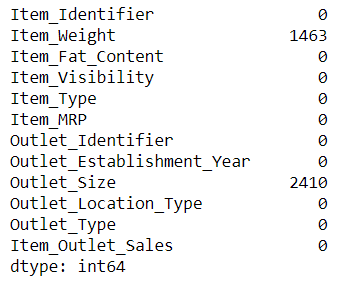 Item_Identifier 0
Item_Weight 1463
Item_Fat_Content 0
Item_Visibility 0
Item_Type 0
Item_MRP 0
Outlet_Identifier 0
Outlet_Establishment_Year 0
Outlet_Size 2410
Outlet_Location_Type 0
Outlet_Type 0
Item_Outlet_Sales 0
dtype: int64